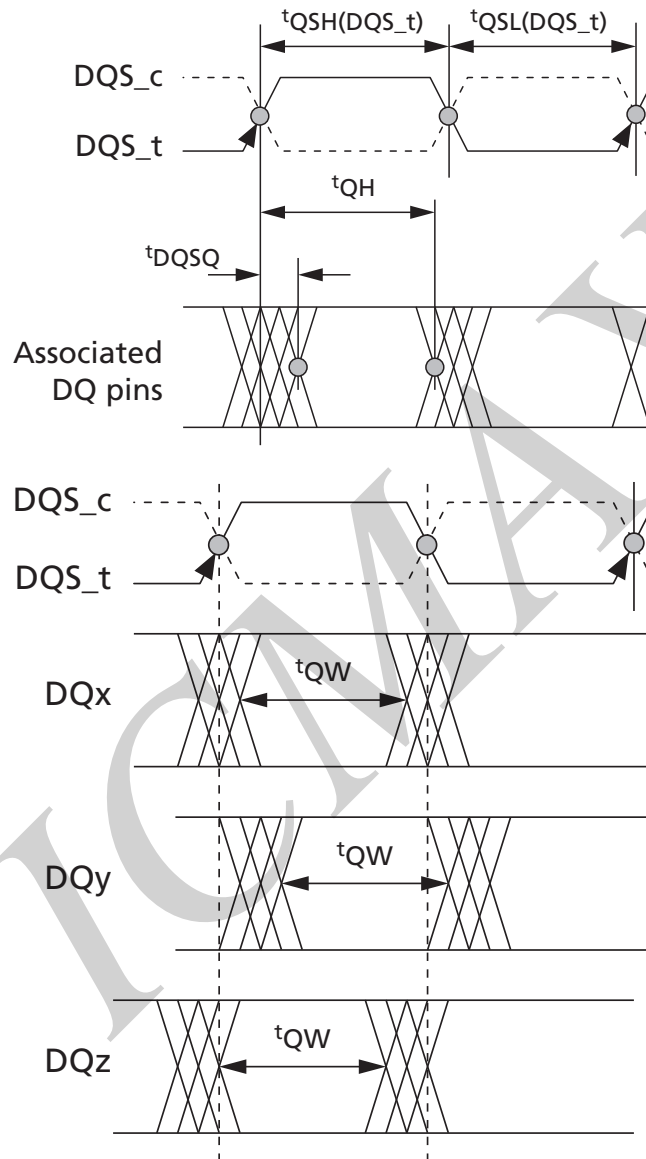 tQSH(DQS_t) tQSL(DQS_t)
DQS_c
DQS_t
tQH
tDQSQ
Associated
DQ pins
DQS_c
DQS_t
tQW
DQx
tQW
DQy
tQW
DQz
ICMAX